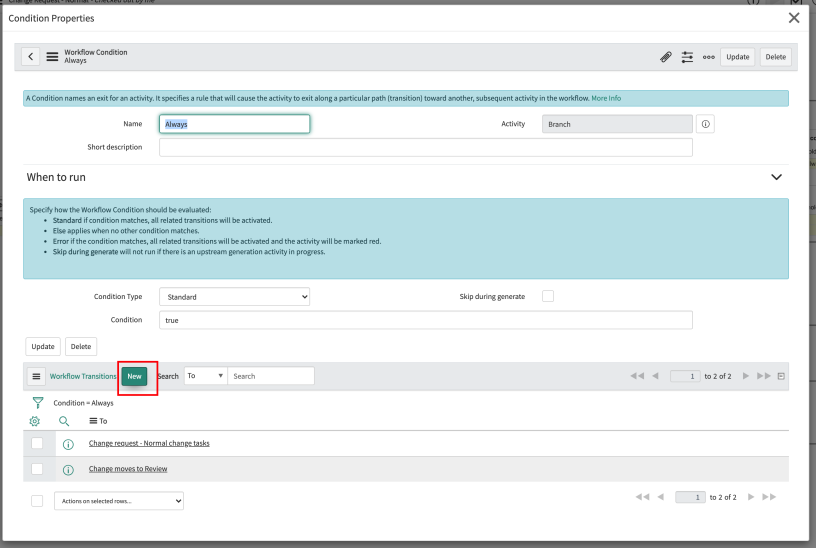 Change Request - Normal - Checked out by me
Condition Properties
Workflow Condition
Always
Update
Delete
A Condition names an exit for an activity. It specifies a rule that will cause the activity to exit along a particular path (transition) toward another, subsequent activity in the workflow. More Info
Name
Always
Activity
Branch
Short description
When to run
Specify how the Workflow Condition should be evaluated:
• Standard if condition matches, all related transitions will be activated.
• Else applies when no other condition matches.
• Error if the condition matches, all related transitions will be activated and the activity will be marked red.
• Skip during generate will not run if there is an upstream generation activity in progress.
Condition Type
Standard
Skip during generate
Condition
true
Update
Delete
Workflow Transitions
New
Search
To
Search
1 to 2 of 2
Condition = Always
To
Change request - Normal change tasks
Change moves to Review
Actions on selected rows...
1 to 2 of 2